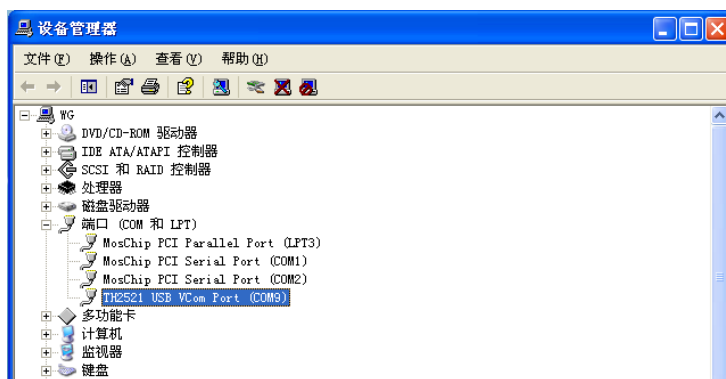 设备管理器
文件(F) 操作(A) 查看(V) 帮助(H)
WG
DVD/CD-ROM 驱动器
IDE ATA/ATAPI 控制器
SCSI 和 RAID 控制器
处理器
磁盘驱动器
端口 (COM 和 LPT)
MosChip PCI Parallel Port (LPT3)
MosChip PCI Serial Port (COM1)
MosChip PCI Serial Port (COM2)
TH2521 USB VCom Port (COM9)
多功能卡
计算机
监视器
键盘